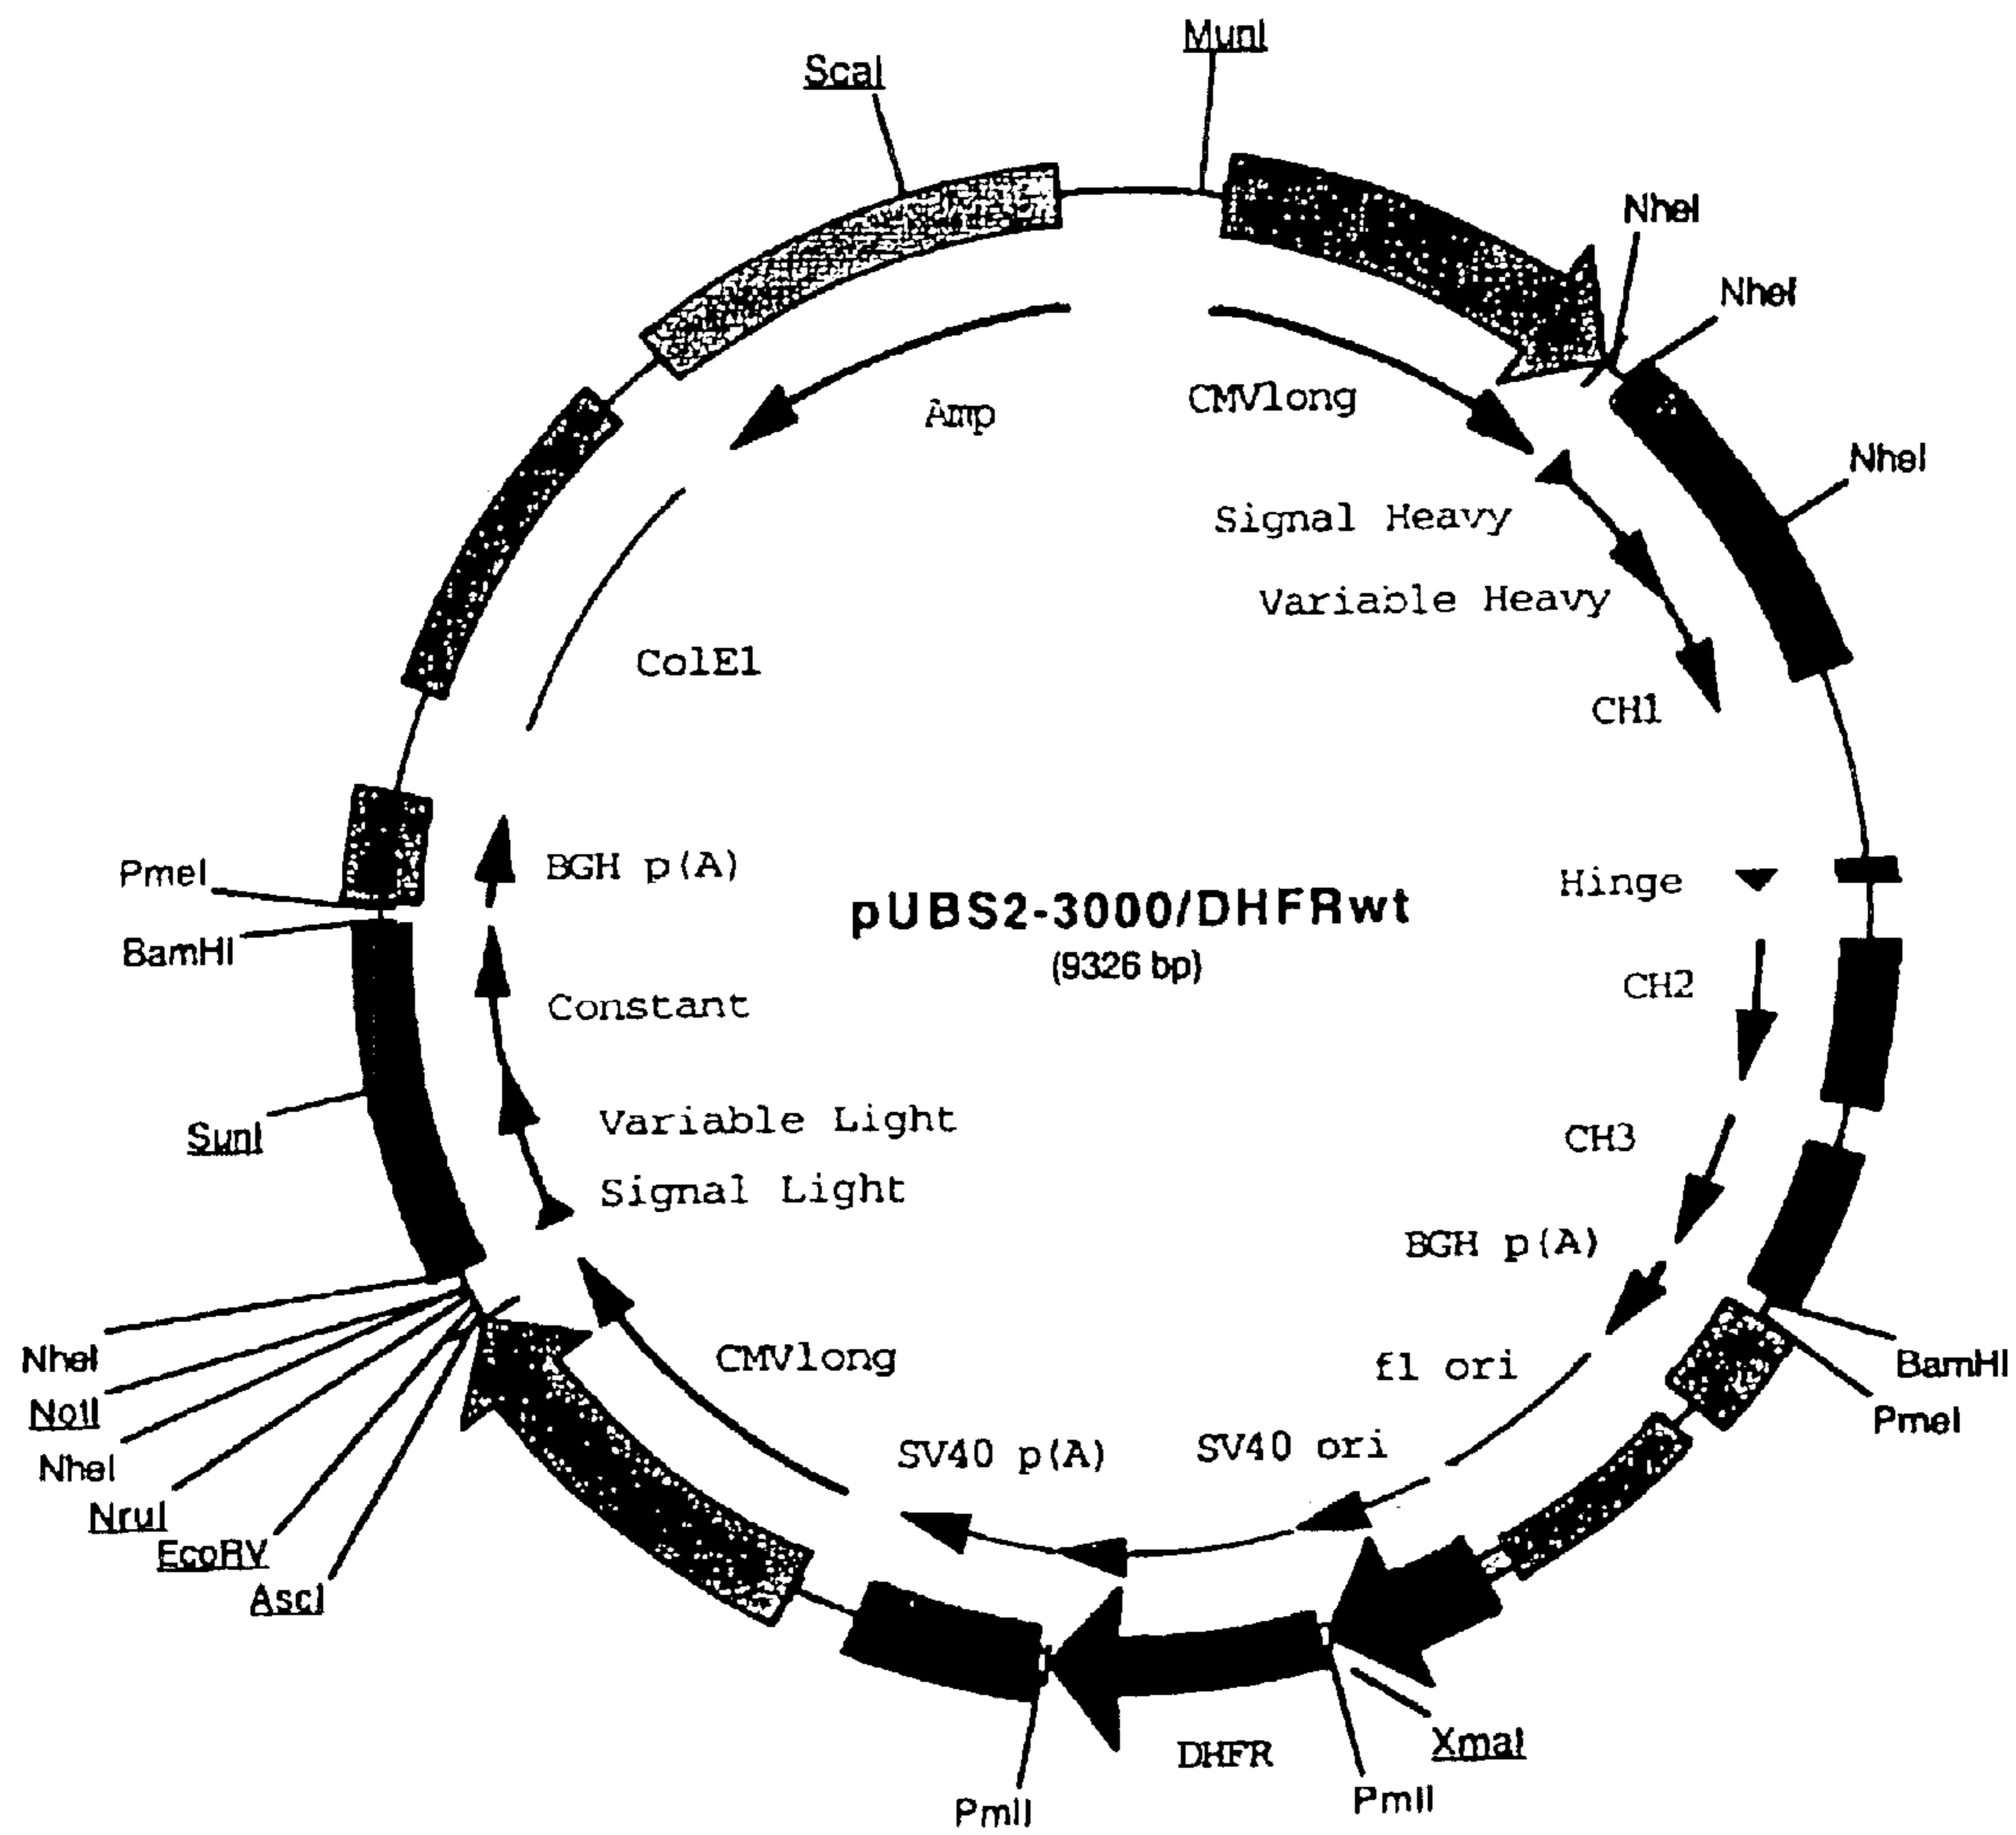 MunI
ScaI
NheI
NheI
NheI
Amp
CMVlong
Signal Heavy
Variable Heavy
ColE1
CH1
PmeI
BGH p(A)
pUBS2-3000/DHFRwt
(9326 bp)
Hinge
BamHI
CH2
Constant
SunI
Variable Light
CH3
Signal Light
BGH p(A)
NheI
CMVlong
f1 ori
BamHI
NotI
PmeI
NheI
SV40 p(A)
SV40 ori
NruI
EcoRV
AscI
XmaI
DHFR
PmlI
PmlI